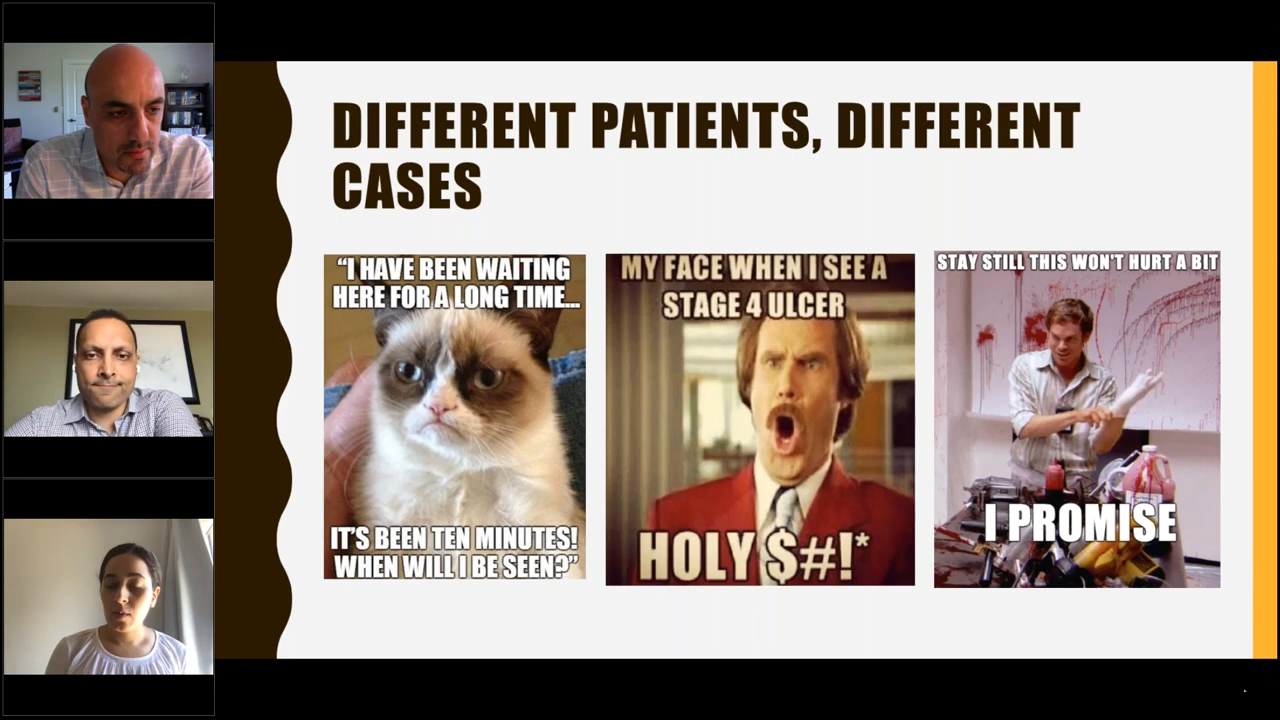 DIFFERENT PATIENTS, DIFFERENT
CASES
"I HAVE BEEN WAITING
HERE FOR A LONG TIME...
IT'S BEEN TEN MINUTES!
WHEN WILL I BE SEEN?"
MY FACE WHEN I SEE A
STAGE 4 ULCER
HOLY $#!*
STAY STILL THIS WON'T HURT A BIT
I PROMISE